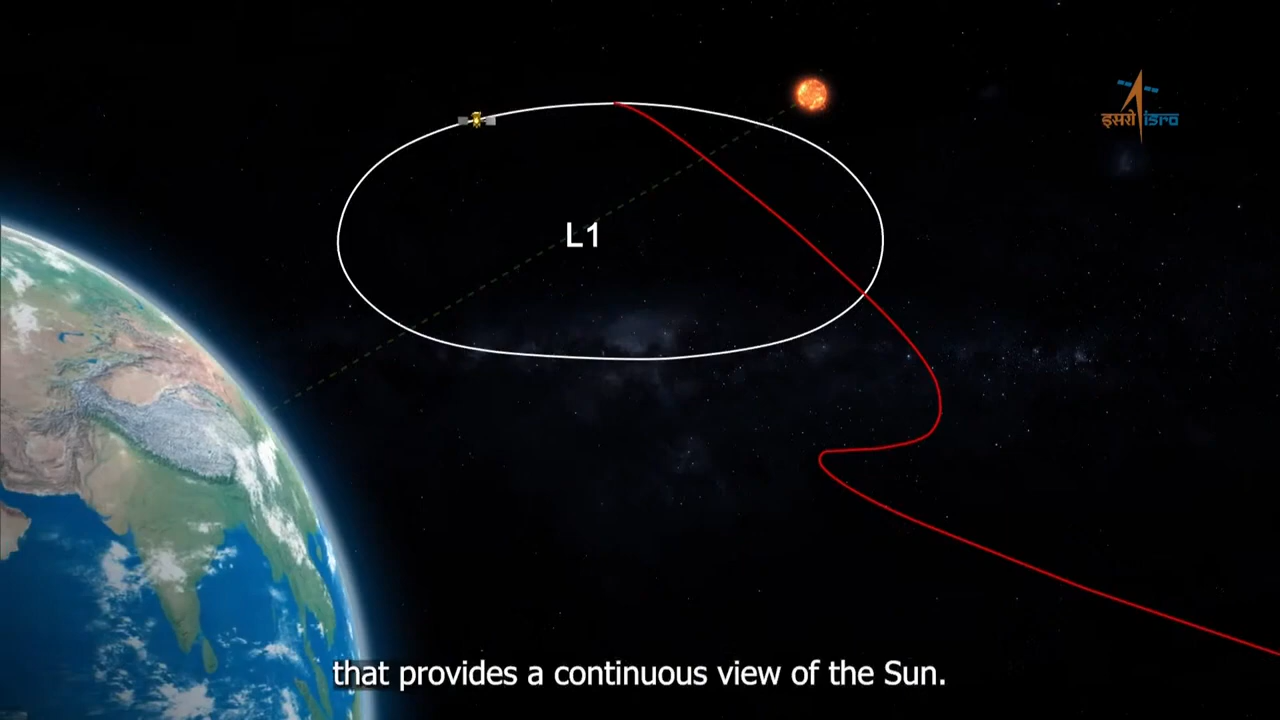 इसरो isro
L1
that provides a continuous view of the Sun.